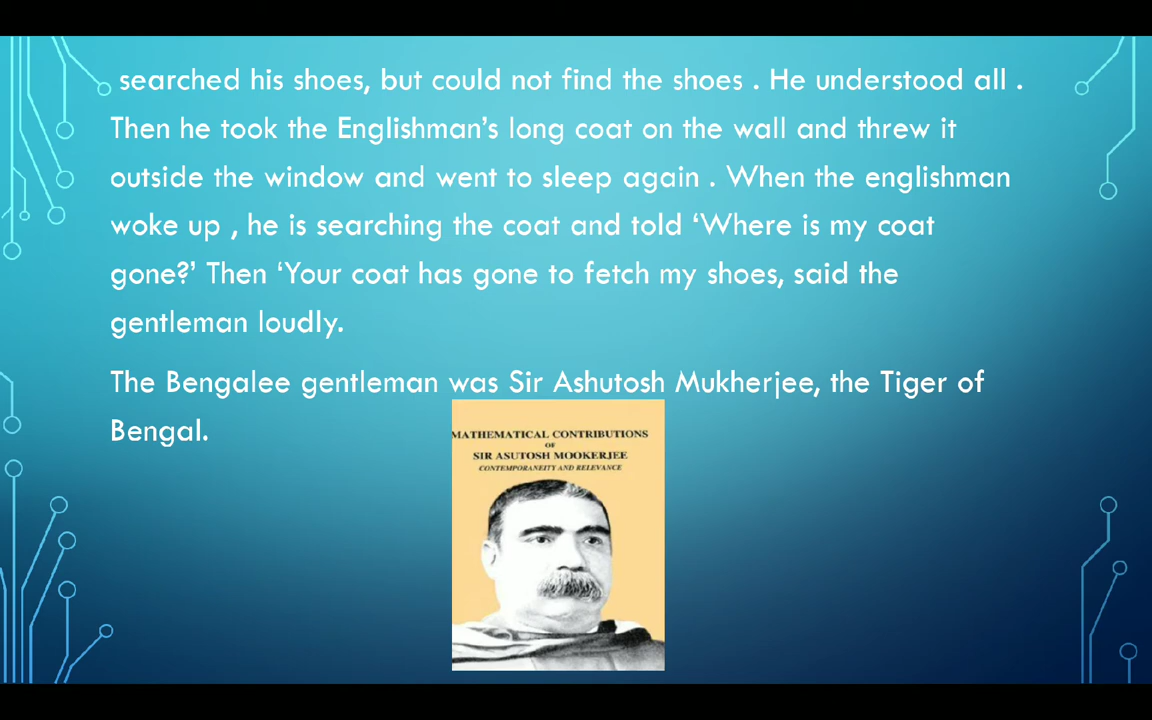 searched his shoes, but could not find the shoes . He understood all .
Then he took the Englishman’s long coat on the wall and threw it
outside the window and went to sleep again . When the englishman
woke up , he is searching the coat and told ‘Where is my coat
gone?’ Then ‘Your coat has gone to fetch my shoes, said the
gentleman loudly.
The Bengalee gentleman was Sir Ashutosh Mukherjee, the Tiger of
Bengal.
MATHEMATICAL CONTRIBUTIONS
OF
SIR ASUTOSH MOOKERJEE
CONTEMPORANEITY AND RELEVANCE